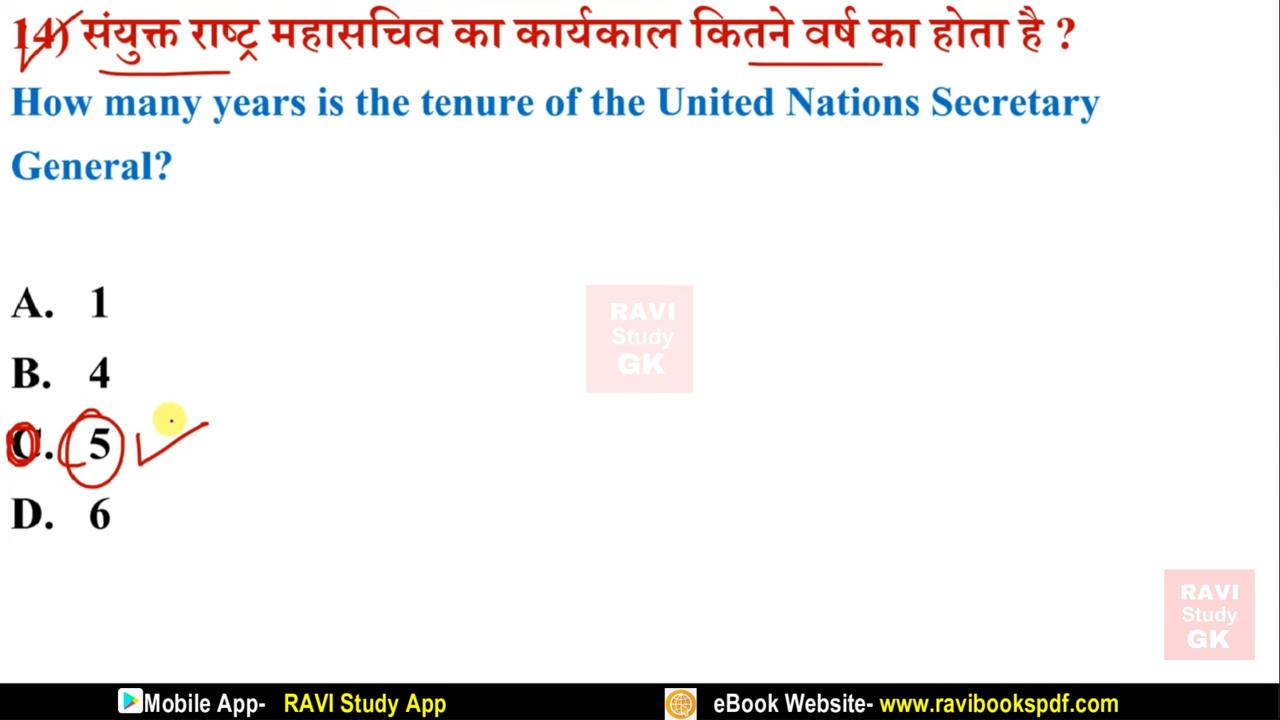 14) संयुक्त राष्ट्र महासचिव का कार्यकाल कितने वर्ष का होता है ?
How many years is the tenure of the United Nations Secretary
General?
A. 1
B. 4
C. 5
D. 6
RAVI
Study
GK
RAVI
Study
GK
Mobile App- RAVI Study App
eBook Website- www.ravibookspdf.com